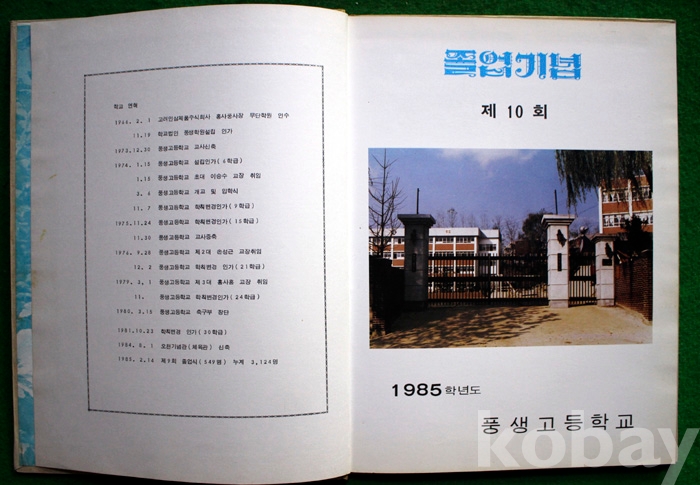 학교 연혁
1966. 2. 1 고려인삼제품주식회사 홍사응사장 무단학원 인수
11.19 학교법인 풍생학원설립 인가
1973.12.30 풍생고등학교 교사신축
1974. 1.15 풍생고등학교 설립인가 (6학급)
1.15 풍생고등학교 초대 이승수 교장 취임
3. 6 풍생고등학교 개교 및 입학식
11. 7 풍생고등학교 학칙변경인가 (9학급)
1975.11.24 풍생고등학교 학칙변경인가 (15학급)
11.30 풍생고등학교 교사증축
1976. 9.28 풍생고등학교 제2대 손성근 교장취임
12. 2 풍생고등학교 학칙변경 인가 (21학급)
1979. 3. 1 풍생고등학교 제3대 홍사흠 교장 취임
11. 풍생고등학교 학칙변경인가 (24학급)
1980. 2.15 풍생고등학교 축구부 창단
1981.10.23 학칙변경 인가 (30학급)
1984. 5. 1 오전기념관 (체육관) 신축
1985. 2.14 제9회 졸업식 (549명) 누계 3,124명
졸업기념
제 10 회
1985 학년도
풍생고등학교
kobay